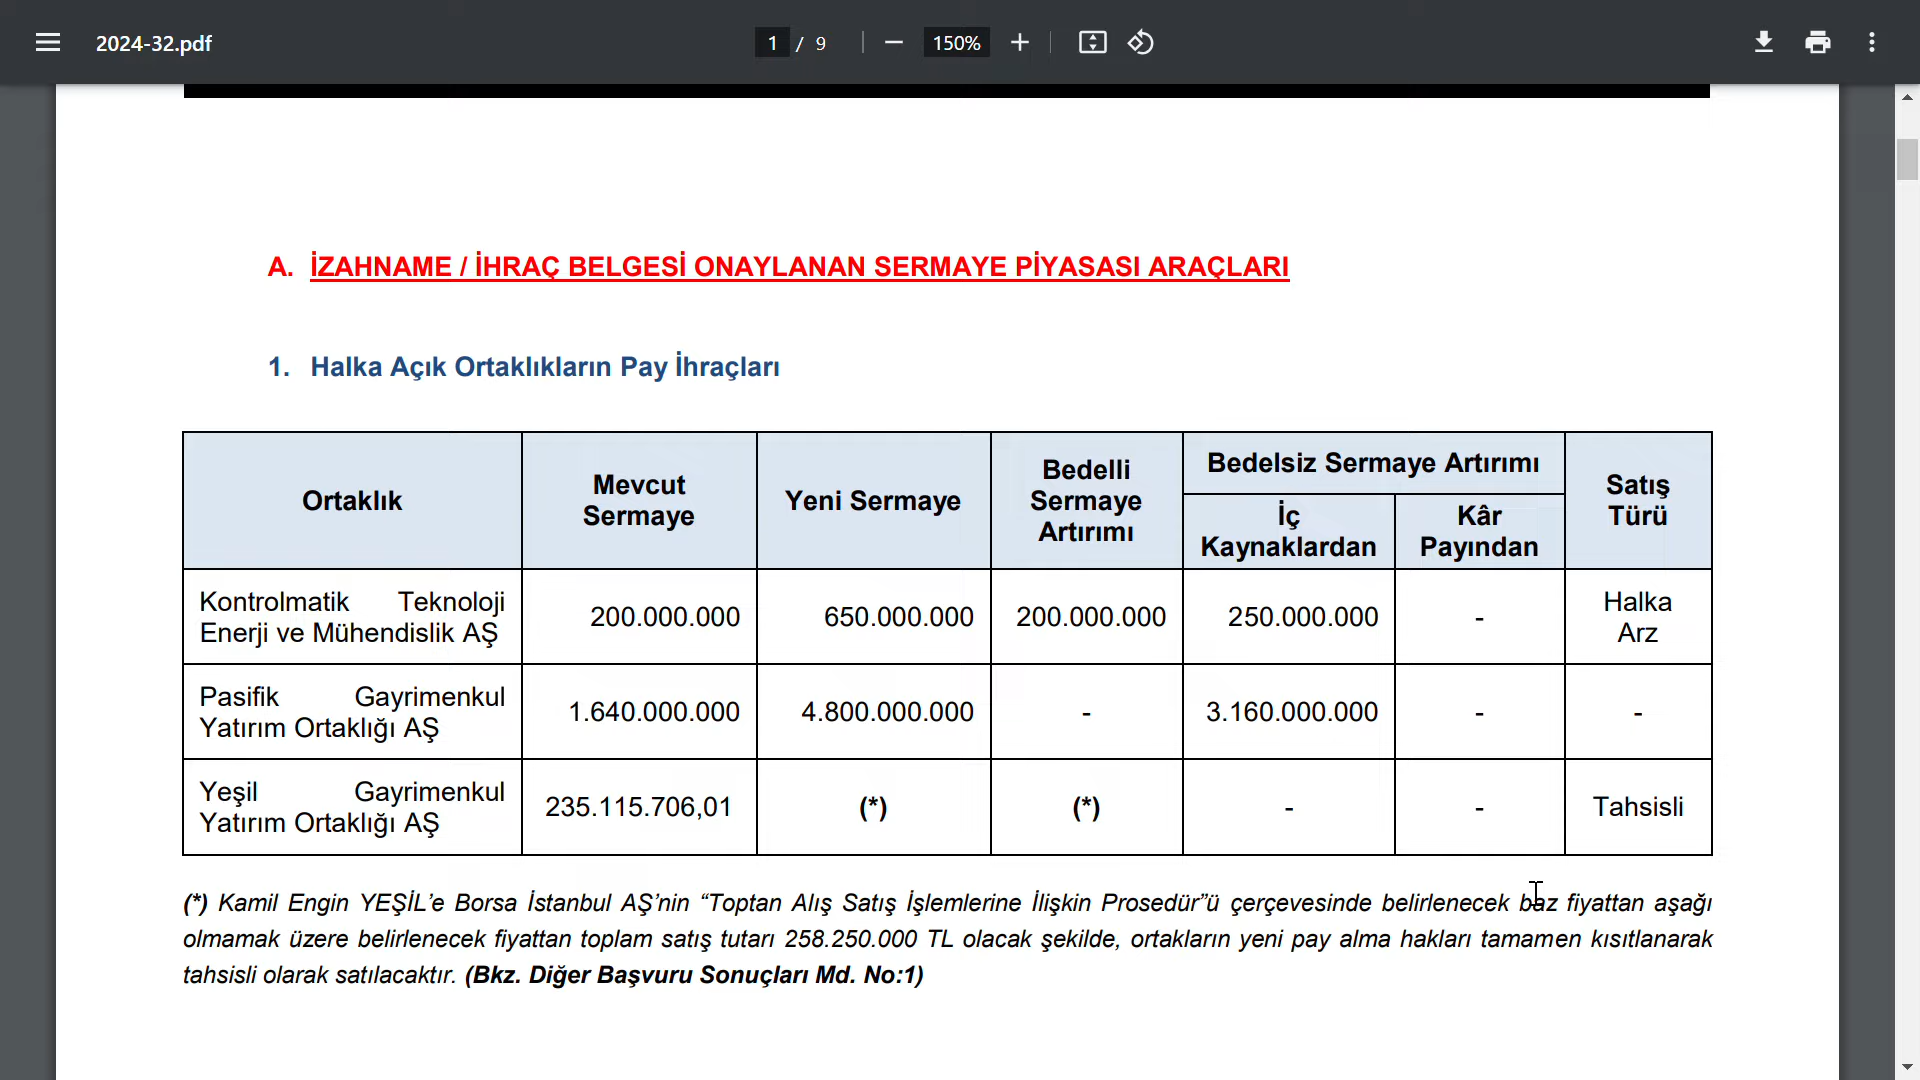 2024-32.pdf
1 / 9
150%
A. İZAHNAME / İHRAÇ BELGESİ ONAYLANAN SERMAYE PİYASASI ARAÇLARI
1. Halka Açık Ortaklıkların Pay İhraçları
Ortaklık
Mevcut
Sermaye
Yeni Sermaye
Bedelli
Sermaye
Artırımı
Bedelsiz Sermaye Artırımı
İç
Kaynaklardan
Kâr
Payından
Satış
Türü
Kontrolmatik Teknoloji
Enerji ve Mühendislik AŞ
200.000.000
650.000.000
200.000.000
250.000.000
-
Halka
Arz
Pasifik Gayrimenkul
Yatırım Ortaklığı AŞ
1.640.000.000
4.800.000.000
-
3.160.000.000
-
-
Yeşil Gayrimenkul
Yatırım Ortaklığı AŞ
235.115.706,01
(*)
(*)
-
-
Tahsisli
(*) Kamil Engin YEŞİL’e Borsa İstanbul AŞ’nin “Toptan Alış Satış İşlemlerine İlişkin Prosedür”ü çerçevesinde belirlenecek baz fiyattan aşağı
olmamak üzere belirlenecek fiyattan toplam satış tutarı 258.250.000 TL olacak şekilde, ortakların yeni pay alma hakları tamamen kısıtlanarak
tahsisli olarak satılacaktır. (Bkz. Diğer Başvuru Sonuçları Md. No:1)